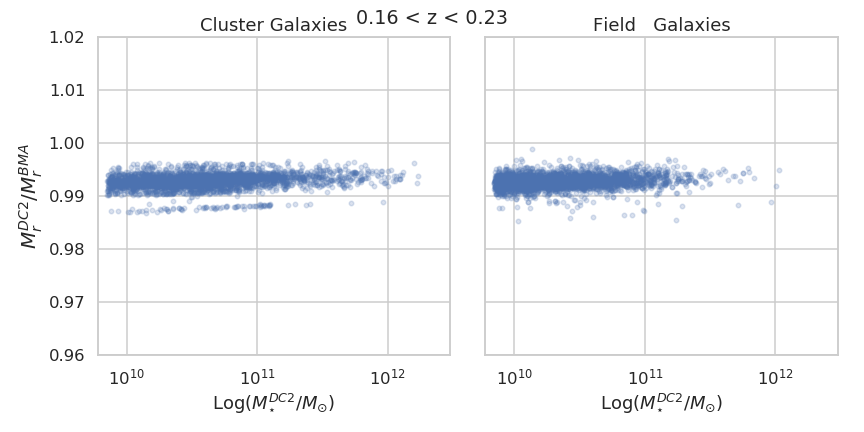 0.16 < z < 0.23
Cluster Galaxies
Field Galaxies
1.02
1.01
1.00
0.99
0.98
0.97
0.96
M_r^{DC2}/M_r^{BMA}
10^{10} 10^{11} 10^{12}
10^{10} 10^{11} 10^{12}
Log(M_⋆^{DC2}/M_⊙)
Log(M_⋆^{DC2}/M_⊙)